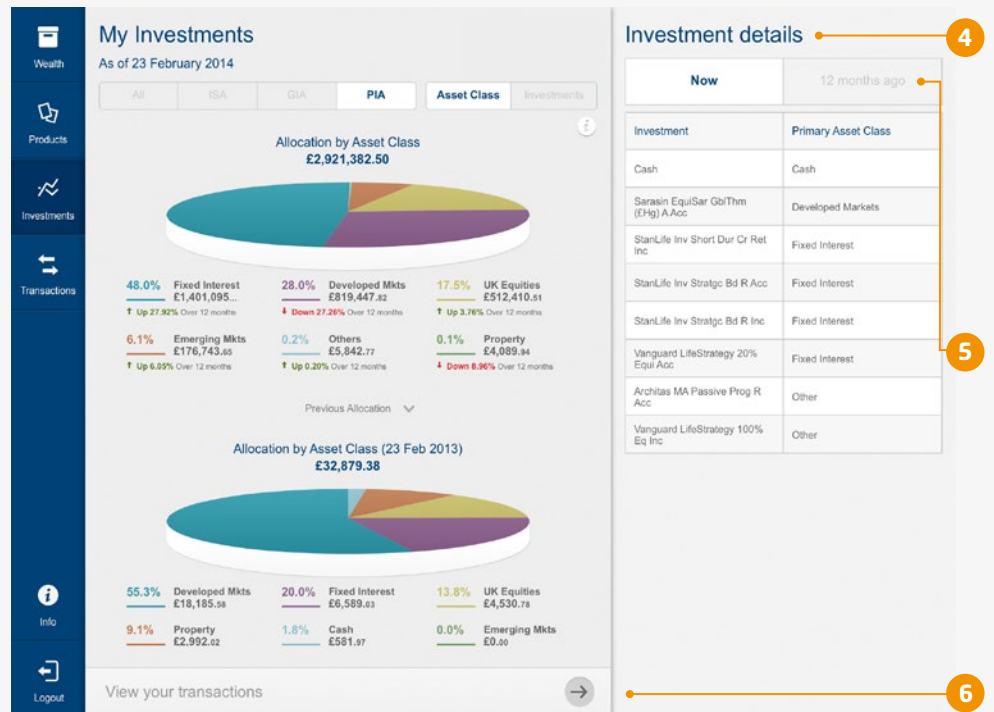 Wealth
Products
Investments
Transactions
Info
Logout
My Investments
As of 23 February 2014
All ISA GIA PIA Asset Class Investments
i
Allocation by Asset Class
£2,921,382.50
48.0% Fixed Interest
£1,401,095...
↑ Up 27.92% Over 12 months
28.0% Developed Mkts
£819,447.82
↓ Down 27.26% Over 12 months
17.5% UK Equities
£512,410.51
↑ Up 3.76% Over 12 months
6.1% Emerging Mkts
£176,743.65
↑ Up 6.05% Over 12 months
0.2% Others
£5,842.77
↑ Up 0.20% Over 12 months
0.1% Property
£4,089.94
↓ Down 8.96% Over 12 months
Previous Allocation
Allocation by Asset Class (23 Feb 2013)
£32,879.38
55.3% Developed Mkts
£18,185.58
20.0% Fixed Interest
£6,589.03
13.8% UK Equities
£4,530.78
9.1% Property
£2,992.02
1.8% Cash
£581.97
0.0% Emerging Mkts
£0.00
View your transactions
Investment details
4
Now 12 months ago
Investment Primary Asset Class
Cash Cash
Sarasin EquiSar GblThm
(£Hg) A Acc
Developed Markets
StanLife Inv Short Dur Cr Ret
Inc
Fixed Interest
StanLife Inv Stratgc Bd R Acc Fixed Interest
StanLife Inv Stratgc Bd R Inc Fixed Interest
Vanguard LifeStrategy 20%
Equi Acc
Fixed Interest
5
Architas MA Passive Prog R
Acc
Other
Vanguard LifeStrategy 100%
Eq Inc
Other
6